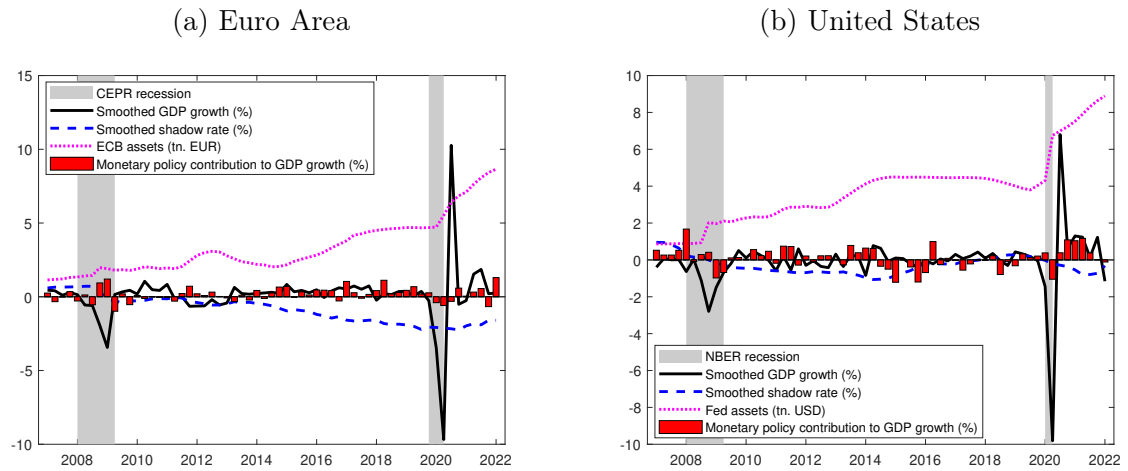 (a) Euro Area
15
10
5
0
-5
-10
CEPR recession
Smoothed GDP growth (%)
Smoothed shadow rate (%)
ECB assets (tn. EUR)
Monetary policy contribution to GDP growth (%)
2008 2010 2012 2014 2016 2018 2020 2022
(b) United States
10
8
6
4
2
0
-2
-4
-6
-8
-10
NBER recession
Smoothed GDP growth (%)
Smoothed shadow rate (%)
Fed assets (tn. USD)
Monetary policy contribution to GDP growth (%)
2008 2010 2012 2014 2016 2018 2020 2022